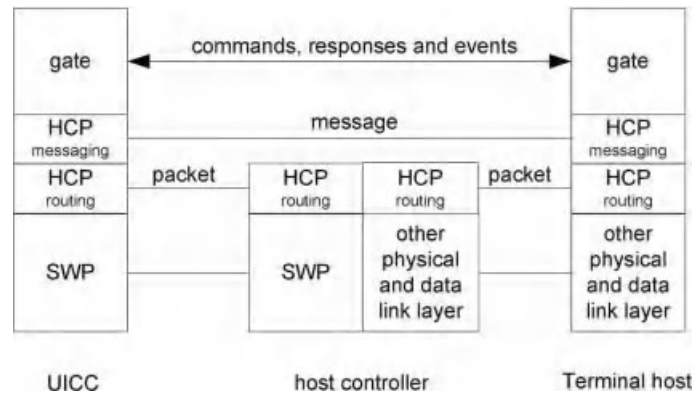 commands, responses and events
gate
gate
HCP
messaging
message
HCP
messaging
HCP
routing
packet
HCP
routing
HCP
routing
packet
HCP
routing
SWP
SWP
other
physical
and data
link layer
other
physical
and data
link layer
UICC
host controller
Terminal host